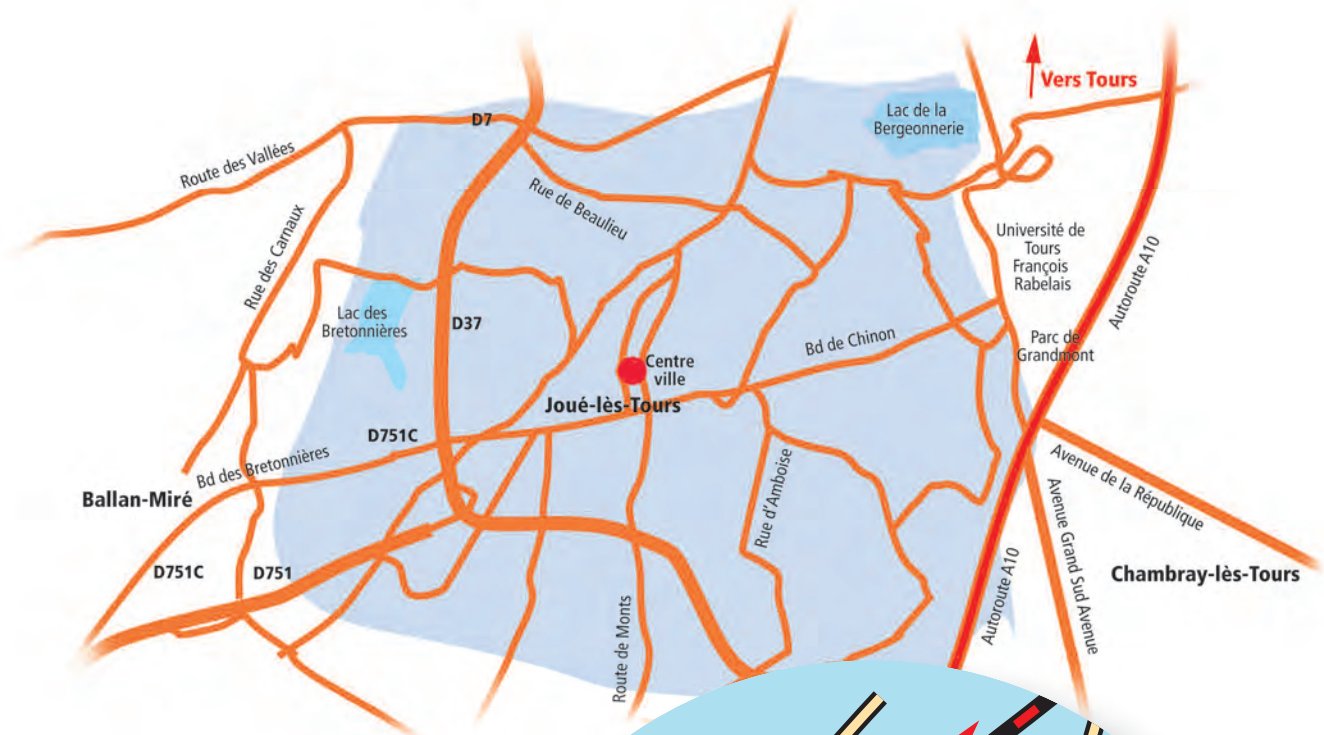 Vers Tours
Lac de la
Bergeonnerie
D7
Route des Vallées
Rue de Beaulieu
Rue des Carnaux
Université de
Tours
François
Rabelais
Autoroute A10
Lac des
Bretonnières
D37
Bd de Chinon
Parc de
Grandmont
Centre
ville
Joué-lès-Tours
D751C
Bd des Bretonnières
Ballan-Miré
Rue d'Amboise
Avenue de la République
Avenue Grand Sud Avenue
D751C
D751
Chambray-lès-Tours
Autoroute A10
Route de Monts